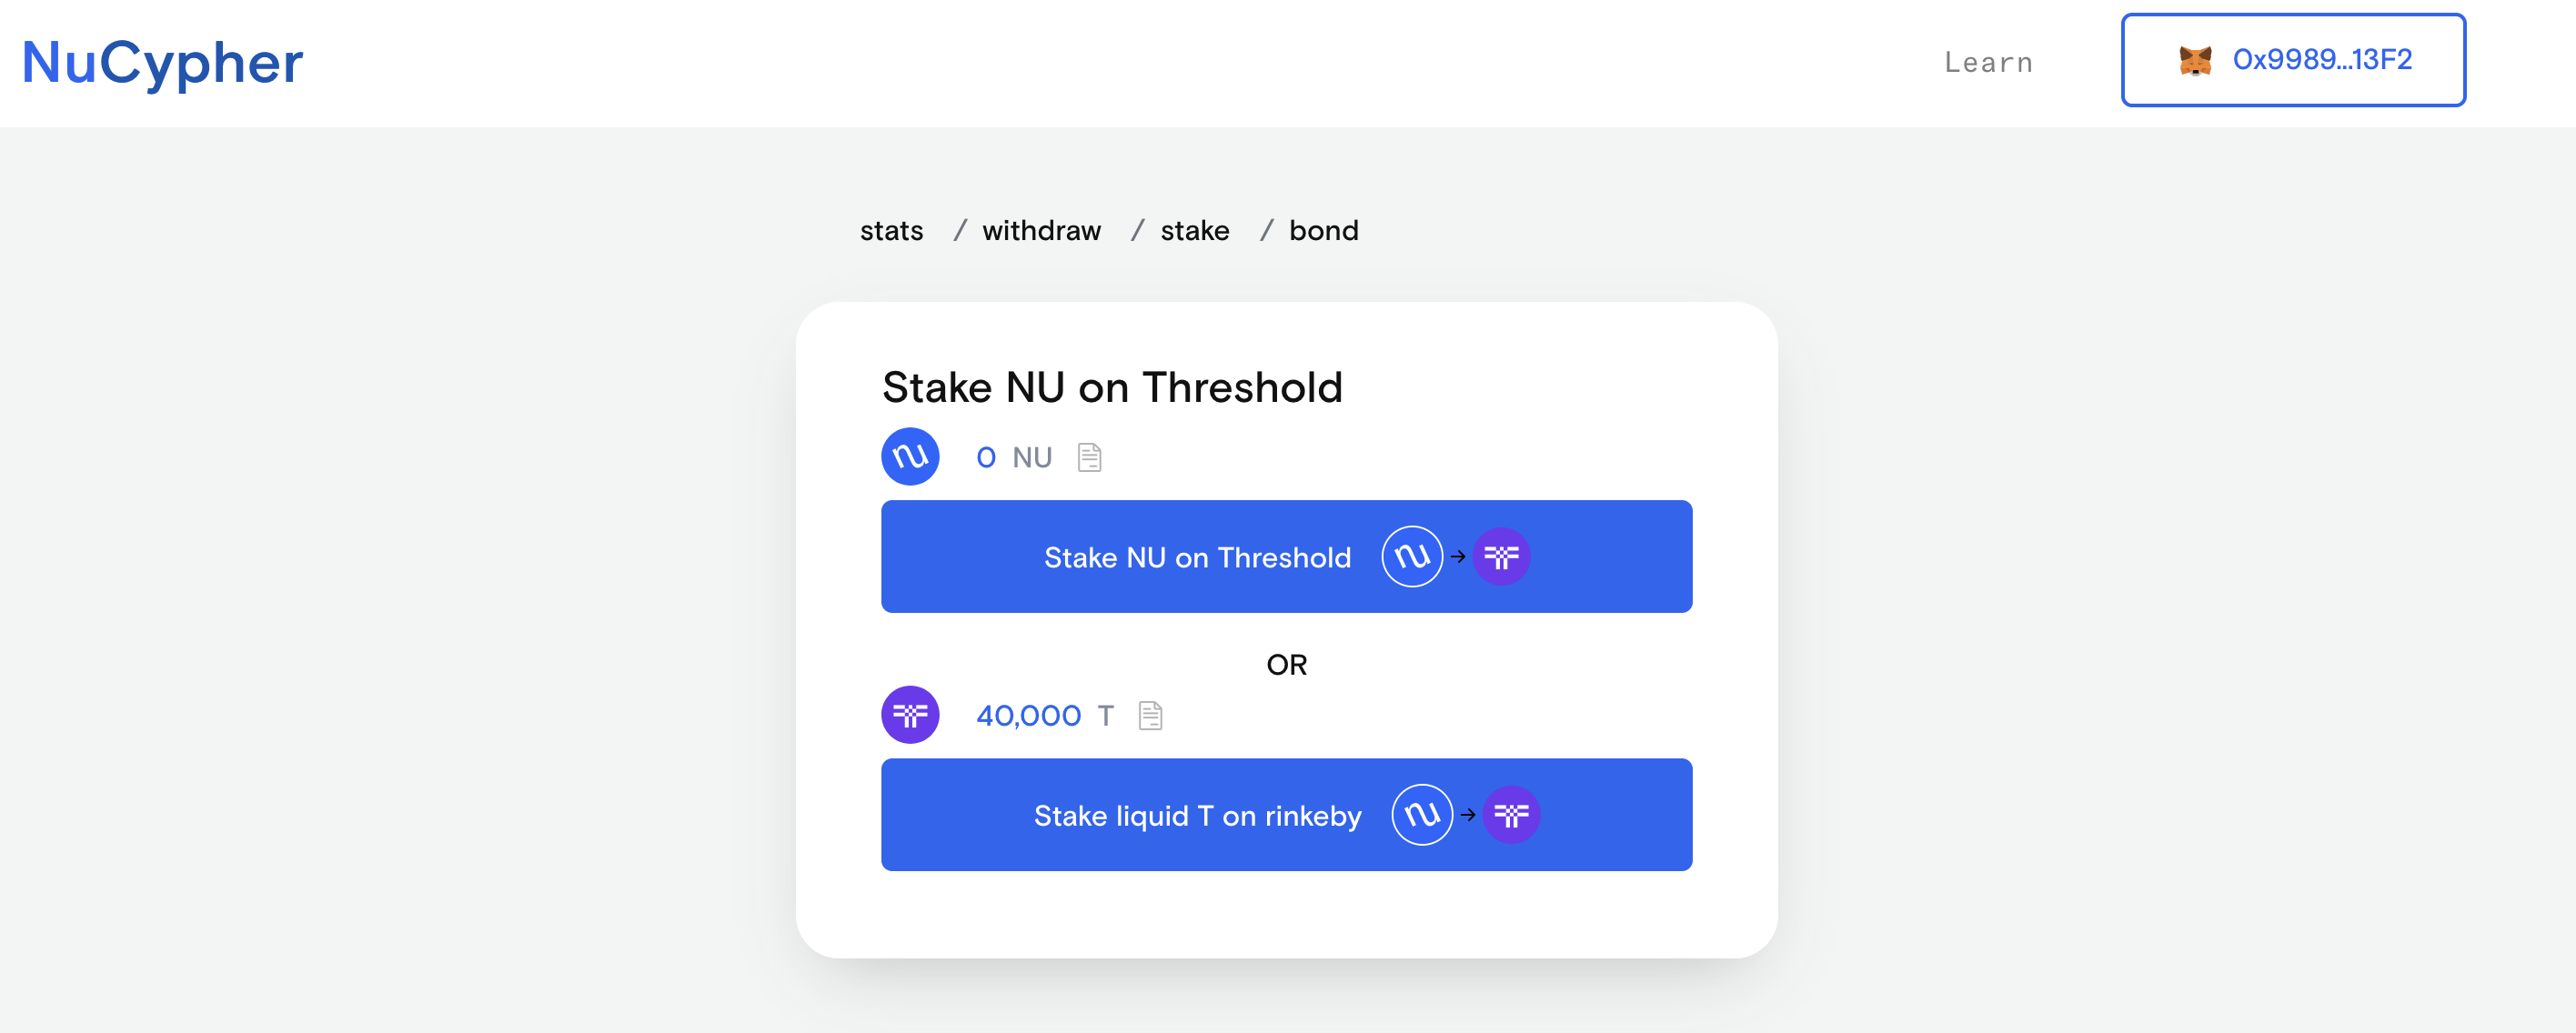 NuCypher
Learn
0x9989...13F2
stats / withdraw / stake / bond
Stake NU on Threshold
0 NU
Stake NU on Threshold
OR
40,000 T
Stake liquid T on rinkeby